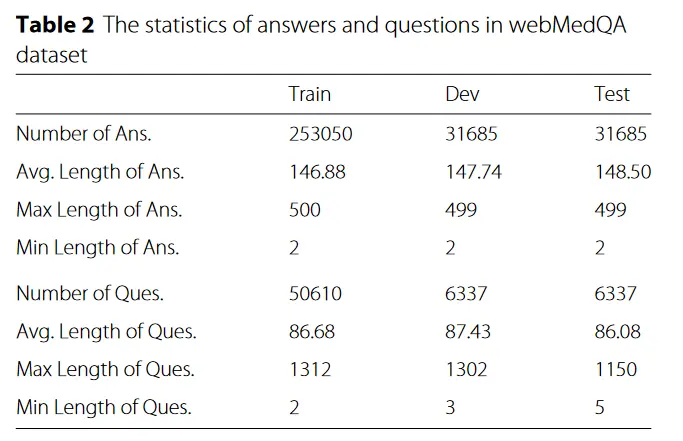 Table 2 The statistics of answers and questions in webMedQA
dataset
Train Dev Test
Number of Ans. 253050 31685 31685
Avg. Length of Ans. 146.88 147.74 148.50
Max Length of Ans. 500 499 499
Min Length of Ans. 2 2 2
Number of Ques. 50610 6337 6337
Avg. Length of Ques. 86.68 87.43 86.08
Max Length of Ques. 1312 1302 1150
Min Length of Ques. 2 3 5